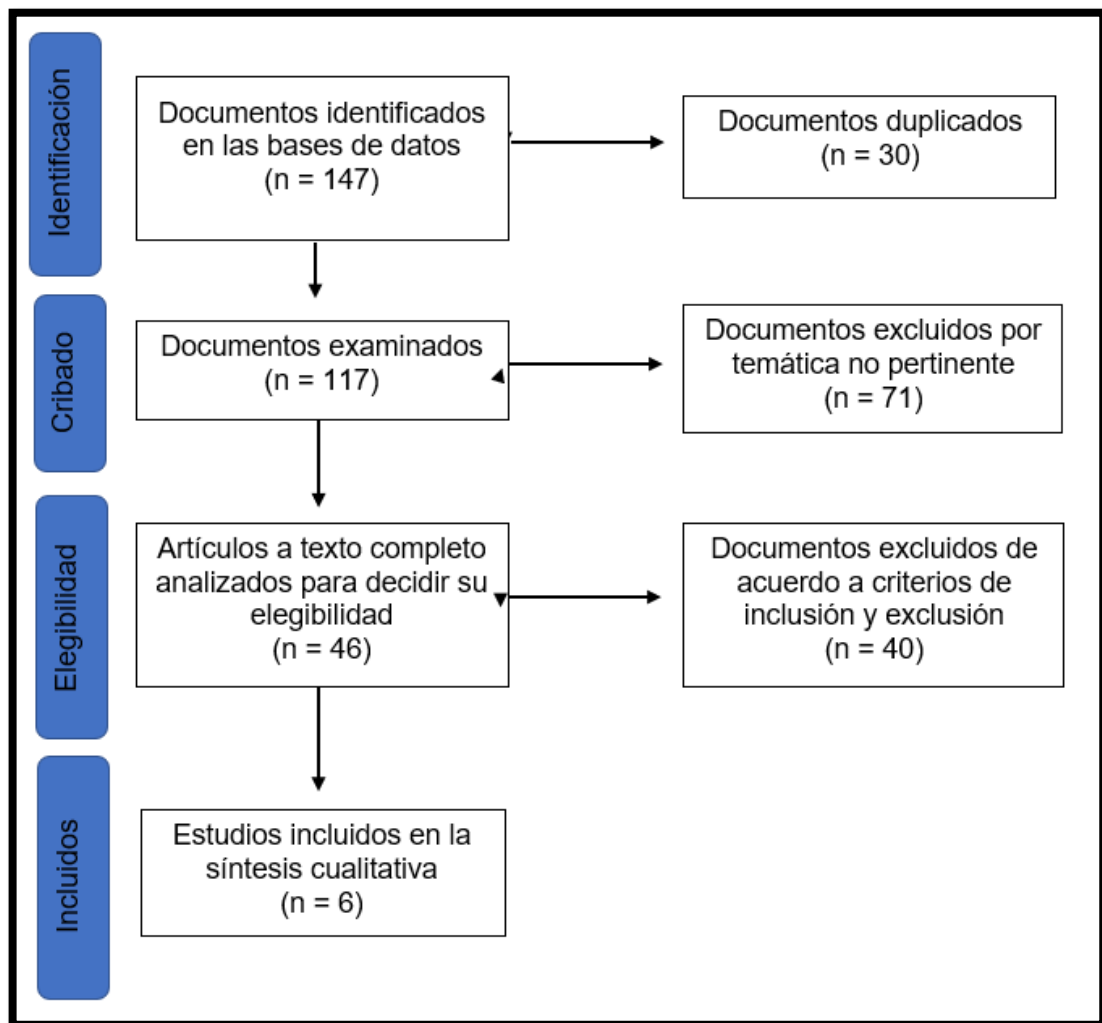 Identificación
Documentos identificados
en las bases de datos
(n = 147)
Documentos duplicados
(n = 30)
Cribado
Documentos examinados
(n = 117)
Documentos excluidos por
temática no pertinente
(n = 71)
Elegibilidad
Artículos a texto completo
analizados para decidir su
elegibilidad
(n = 46)
Documentos excluidos de
acuerdo a criterios de
inclusión y exclusión
(n = 40)
Incluidos
Estudios incluidos en la
síntesis cualitativa
(n = 6)